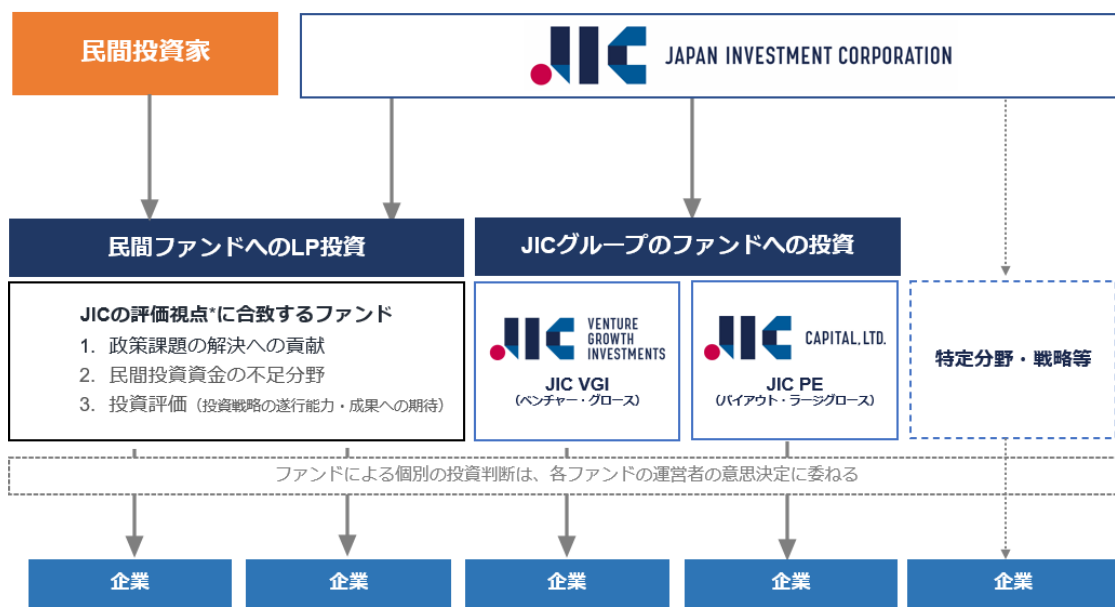 民間投資家
JIC JAPAN INVESTMENT CORPORATION
民間ファンドへのLP投資
JICグループのファンドへの投資
JICの評価視点*に合致するファンド
1. 政策課題の解決への貢献
2. 民間投資資金の不足分野
3. 投資評価（投資戦略の遂行能力・成果への期待）
JIC VENTURE
GROWTH
INVESTMENTS
JIC VGI
（ベンチャー・グロース）
JIC CAPITAL, LTD.
JIC PE
（バイアウト・ラージグロース）
特定分野・戦略等
ファンドによる個別の投資判断は、各ファンドの運営者の意思決定に委ねる
企業
企業
企業
企業
企業